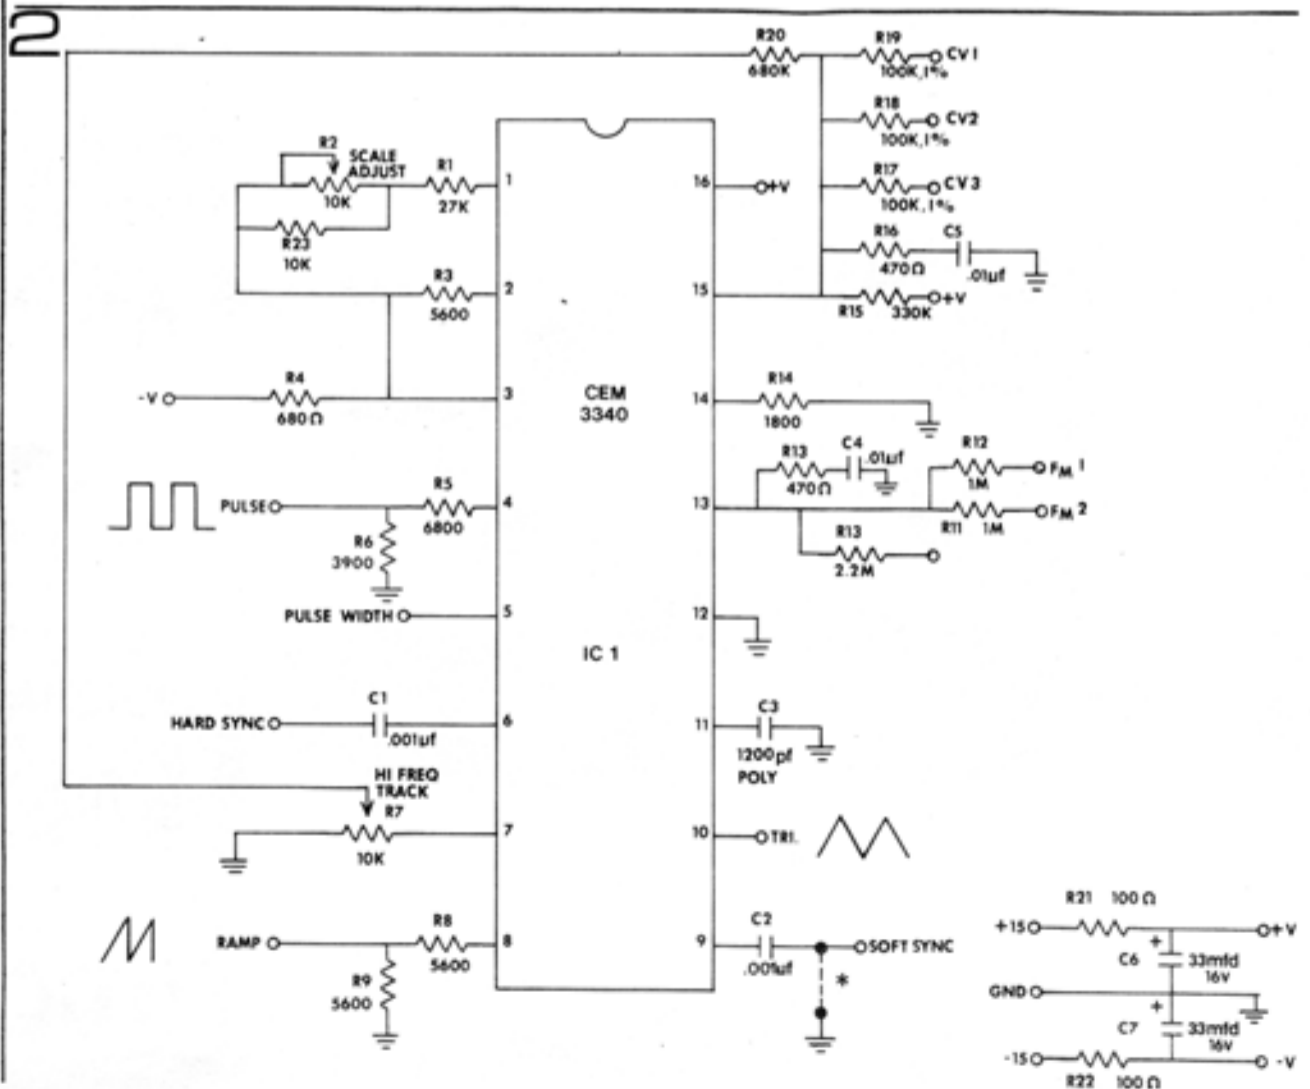 2
R20
680K
R19
100K,1%
CV1
R18
100K,1%
CV2
R17
100K,1%
CV3
R16
470Ω
C5
.01µf
R15
330K
+V
R2
SCALE
ADJUST
10K
R1
27K
R23
10K
R3
5600
R4
680Ω
-V
PULSE
R5
6800
R6
3900
PULSE WIDTH
HARD SYNC
C1
.001µf
HI FREQ
TRACK
R7
10K
RAMP
R8
5600
R9
5600
1
2
3
4
5
6
7
8
CEM
3340
IC 1
16
15
14
13
12
11
10
9
+V
R14
1800
R13
470Ω
C4
.01µf
R12
1M
FM 1
R11
1M
FM 2
R13
2.2M
C3
1200pf
POLY
TRI.
C2
.001uf
SOFT SYNC
*
R21 100Ω
+15
+V
+
C6
33mfd
16v
GND
+
C7
33mfd
16V
-15
-V
R22 100Ω